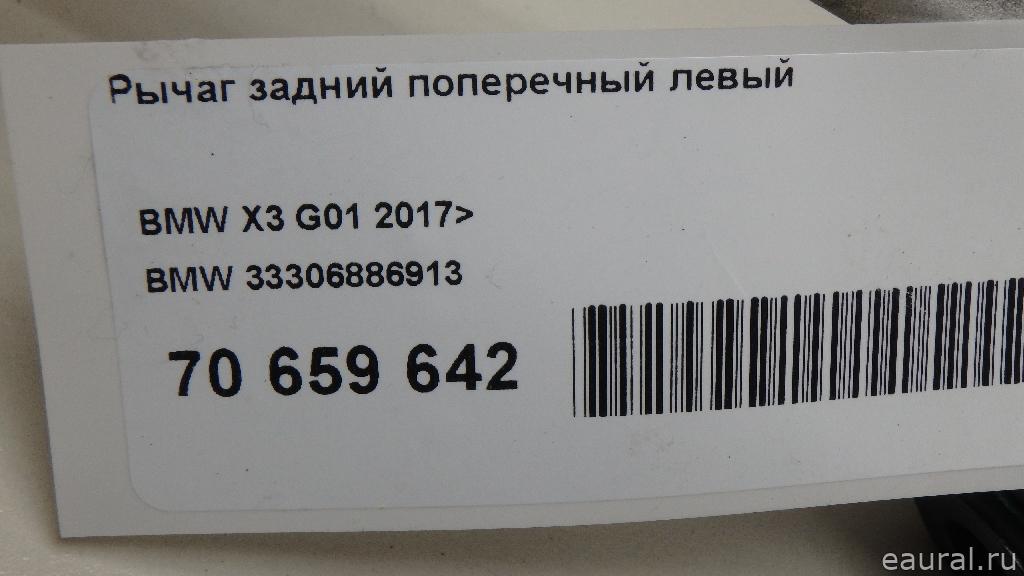 Рычаг задний поперечный левый
BMW X3 G01 2017>
BMW 33306886913
70 659 642
eaural.ru